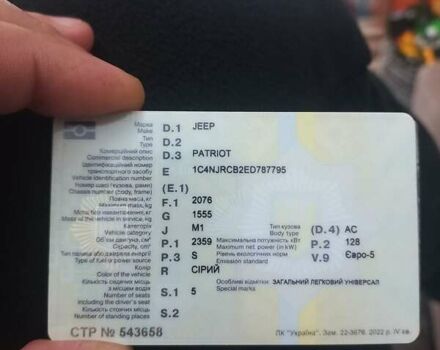 Марка
Make D.1 JEEP
Тип
Type D.2
Комерційний опис
Commercial description D.3 PATRIOT
Ідентифікаційний номер
транспортного засобу E 1C4NJRCB2ED787795
Vehicle identification number
Номер шасі (кузова, рами) (E.1)
Chassis number (body, frame)
Повна маса, кг F.1 2076
Maximum mass, kg
G 1555
Mass of the vehicle in service, kg
Категорія J M1 Тип кузова (D.4) AC
Vehicle category Body type
Об'єм двигуна, см³ P.1 2359 Максимальна потужність кВт P.2 128
Capacity, cm³ Maximum net, power (in kW)
Тип палива або джерела енергії P.3 S Рівень екологічних норм V.9 Євро-5
Type of fuel or power source Emission standard
Колір R СІРИЙ
Color of the vehicle
Кількість сидячих місць Особливі відмітки ЗАГАЛЬНИЙ ЛЕГКОВИЙ УНІВЕРСАЛ
з місцем водія S.1 5 Special mark
Number of seats
including the driver's seat
Кількість стоячих місць S.2
Number of standing places
СТР № 543658 ПК "Україна". Зам. 22-3676. 2022 р. IV кв.